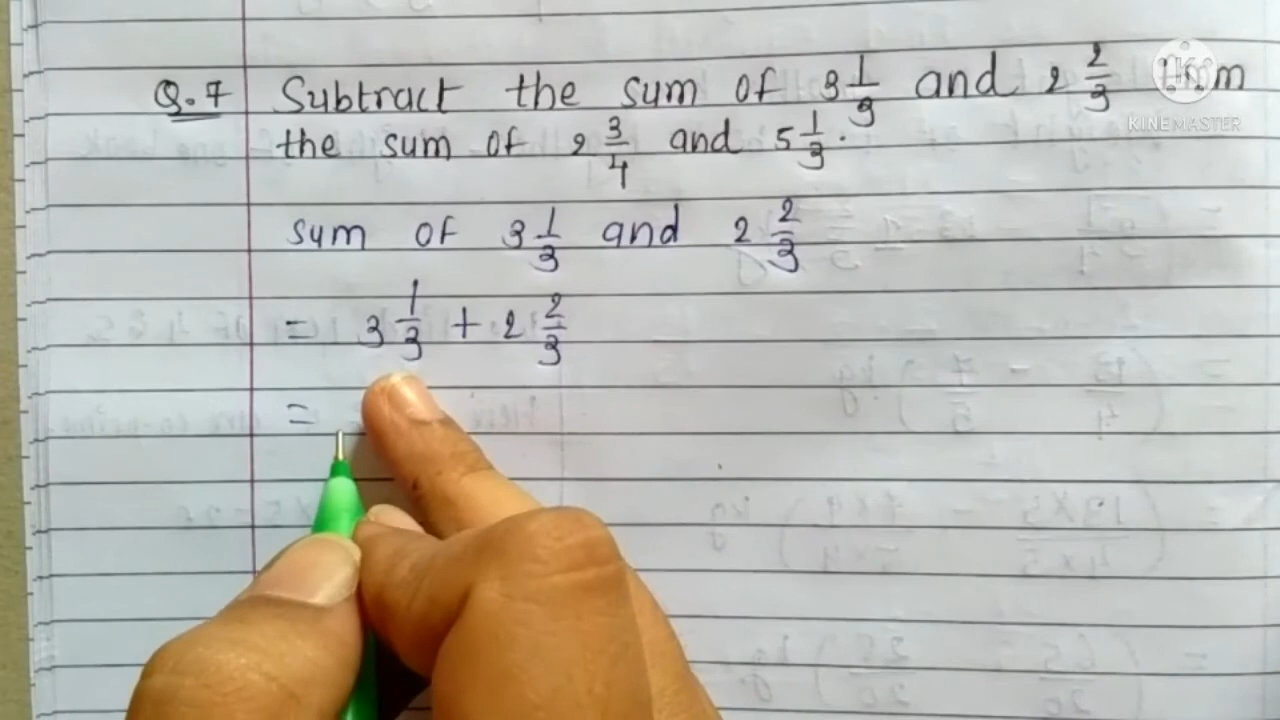 Q.7 Subtract the sum of 3 1/3 and 2 2/3
the sum of 2 3/4 and 5 1/3.
sum of 3 1/3 and 2 2/3
= 3 1/3 + 2 2/3
=
KINEMASTER